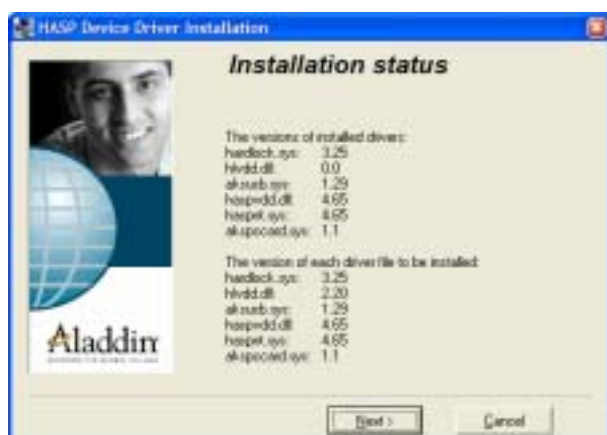 HASP Device Driver Installation
Installation status
The versions of installed drivers:
hardlock.sys: 3.25
hlvdd.dll: 0.0
aksusb.sys: 1.29
haspvdd.dll: 4.65
haspnt.sys: 4.65
akspccard.sys: 1.1
The version of each driver file to be installed:
hardlock.sys: 3.25
hlvdd.dll: 2.20
aksusb.sys: 1.29
haspvdd.dll: 4.65
haspnt.sys: 4.65
akspccard.sys: 1.1
Aladdin
Next >
Cancel